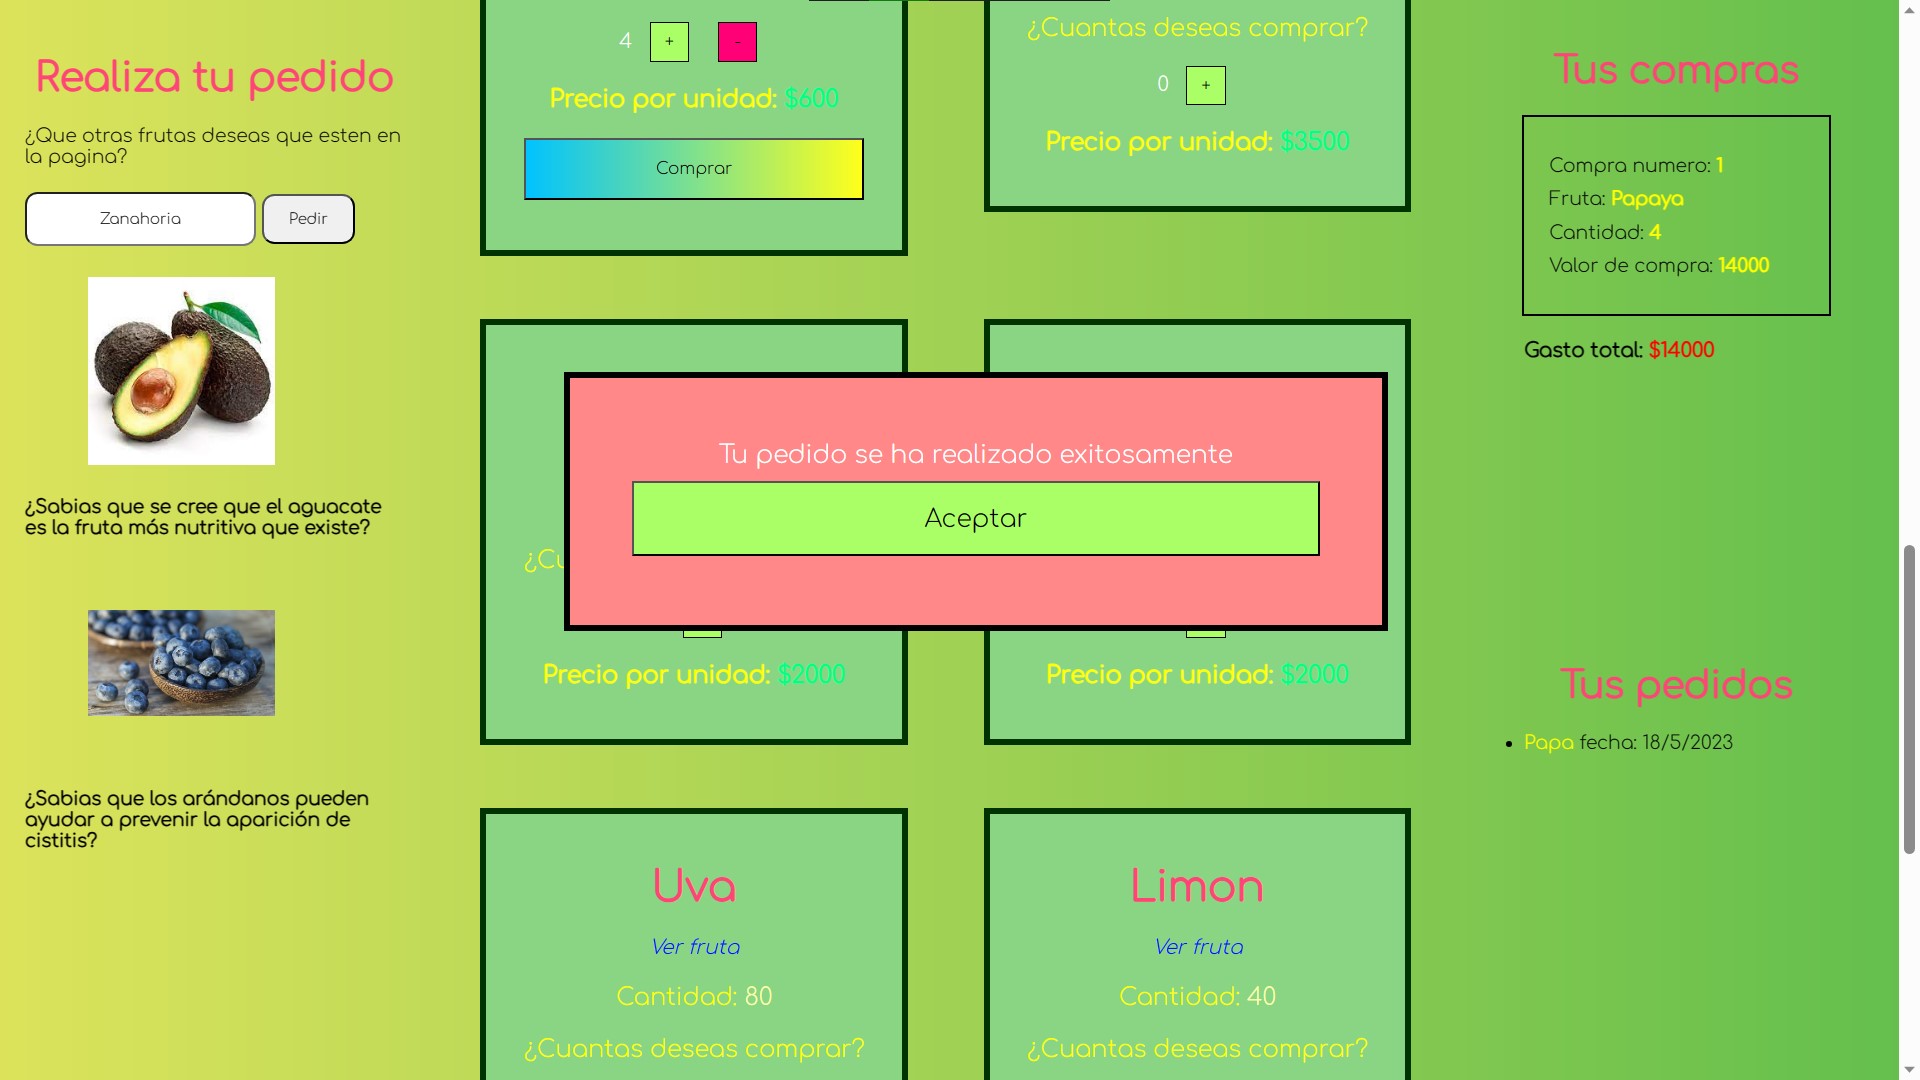 Realiza tu pedido
¿Que otras frutas deseas que esten en
la pagina?
Zanahoria
Pedir
¿Sabias que se cree que el aguacate
es la fruta más nutritiva que existe?
¿Sabias que los arándanos pueden
ayudar a prevenir la aparición de
cistitis?
4 + -
Precio por unidad: $600
Comprar
¿Cuantas deseas comprar?
0 +
Precio por unidad: $3500
Tu pedido se ha realizado exitosamente
Aceptar
¿Cu
Precio por unidad: $2000
Precio por unidad: $2000
Uva
Ver fruta
Cantidad: 80
¿Cuantas deseas comprar?
Limon
Ver fruta
Cantidad: 40
¿Cuantas deseas comprar?
Tus compras
Compra numero: 1
Fruta: Papaya
Cantidad: 4
Valor de compra: 14000
Gasto total: $14000
Tus pedidos
Papa fecha: 18/5/2023